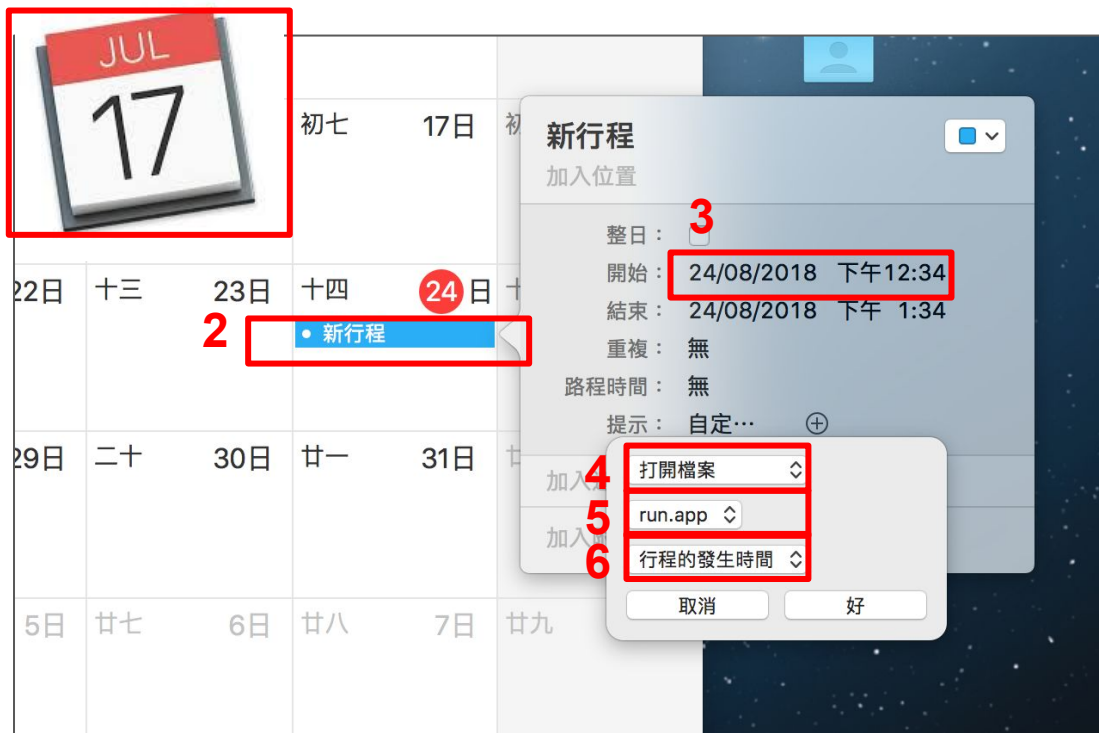 JUL
17
初七 17日 初
新行程
加入位置
3
整日：
開始： 24/08/2018 下午12:34
結束： 24/08/2018 下午 1:34
重複： 無
路程時間： 無
提示： 自定…
22日 十三 23日 十四 24日 十
2
新行程
29日 二十 30日 廿一 31日
加入
4 打開檔案
5 run.app
加入
6 行程的發生時間
取消 好
5日 廿七 6日 廿八 7日 廿九